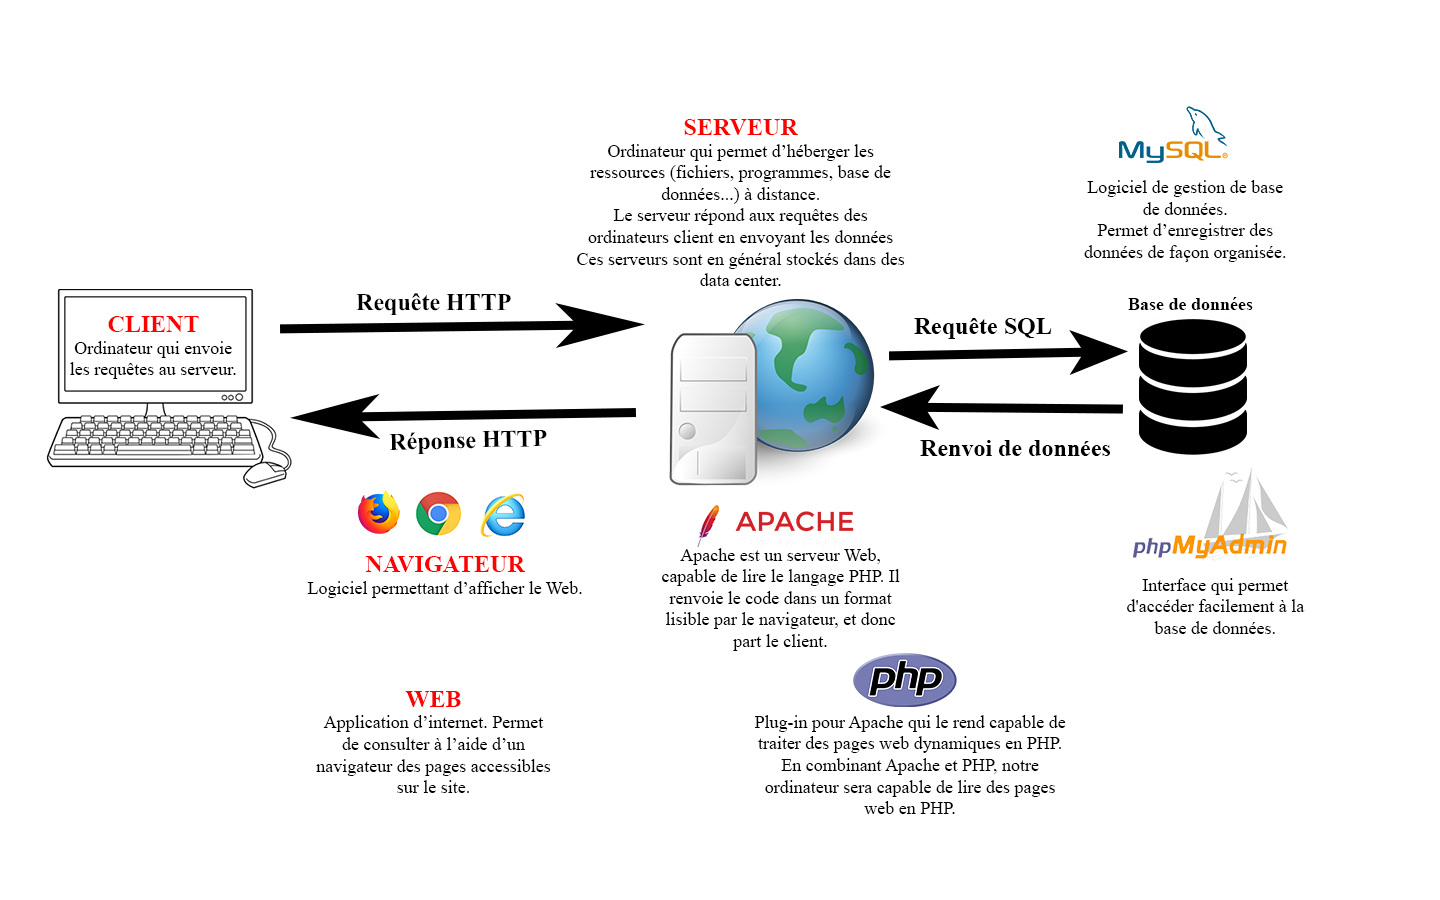 SERVEUR
Ordinateur qui permet d’héberger les
ressources (fichiers, programmes, base de
données...) à distance.
Le serveur répond aux requêtes des
ordinateurs client en envoyant les données
Ces serveurs sont en général stockés dans des
data center.
MySQL®
Logiciel de gestion de base
de données.
Permet d’enregistrer des
données de façon organisée.
CLIENT
Ordinateur qui envoie
les requêtes au serveur.
Requête HTTP
Réponse HTTP
Requête SQL
Renvoi de données
Base de données
NAVIGATEUR
Logiciel permettant d’afficher le Web.
APACHE
Apache est un serveur Web,
capable de lire le langage PHP. Il
renvoie le code dans un format
lisible par le navigateur, et donc
part le client.
phpMyAdmin
Interface qui permet
d'accéder facilement à la
base de données.
WEB
Application d’internet. Permet
de consulter à l’aide d’un
navigateur des pages accessibles
sur le site.
php
Plug-in pour Apache qui le rend capable de
traiter des pages web dynamiques en PHP.
En combinant Apache et PHP, notre
ordinateur sera capable de lire des pages
web en PHP.